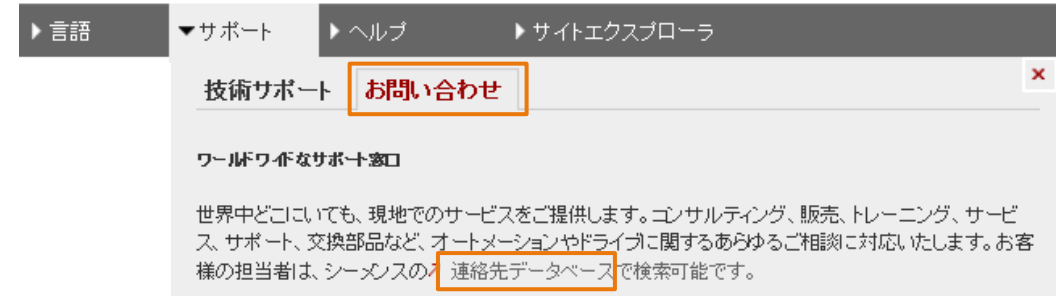 言語 サポート ヘルプ サイトエクスプローラ
技術サポート お問い合わせ
ワールドワイドなサポート窓口
世界中どこにいても、現地でのサービスをご提供します。コンサルティング、販売、トレーニング、サービ
ス、サポート、交換部品など、オートメーションやドライブに関するあらゆるご相談に対応いたします。お客
様の担当者は、シーメンスの 連絡先データベースで検索可能です。